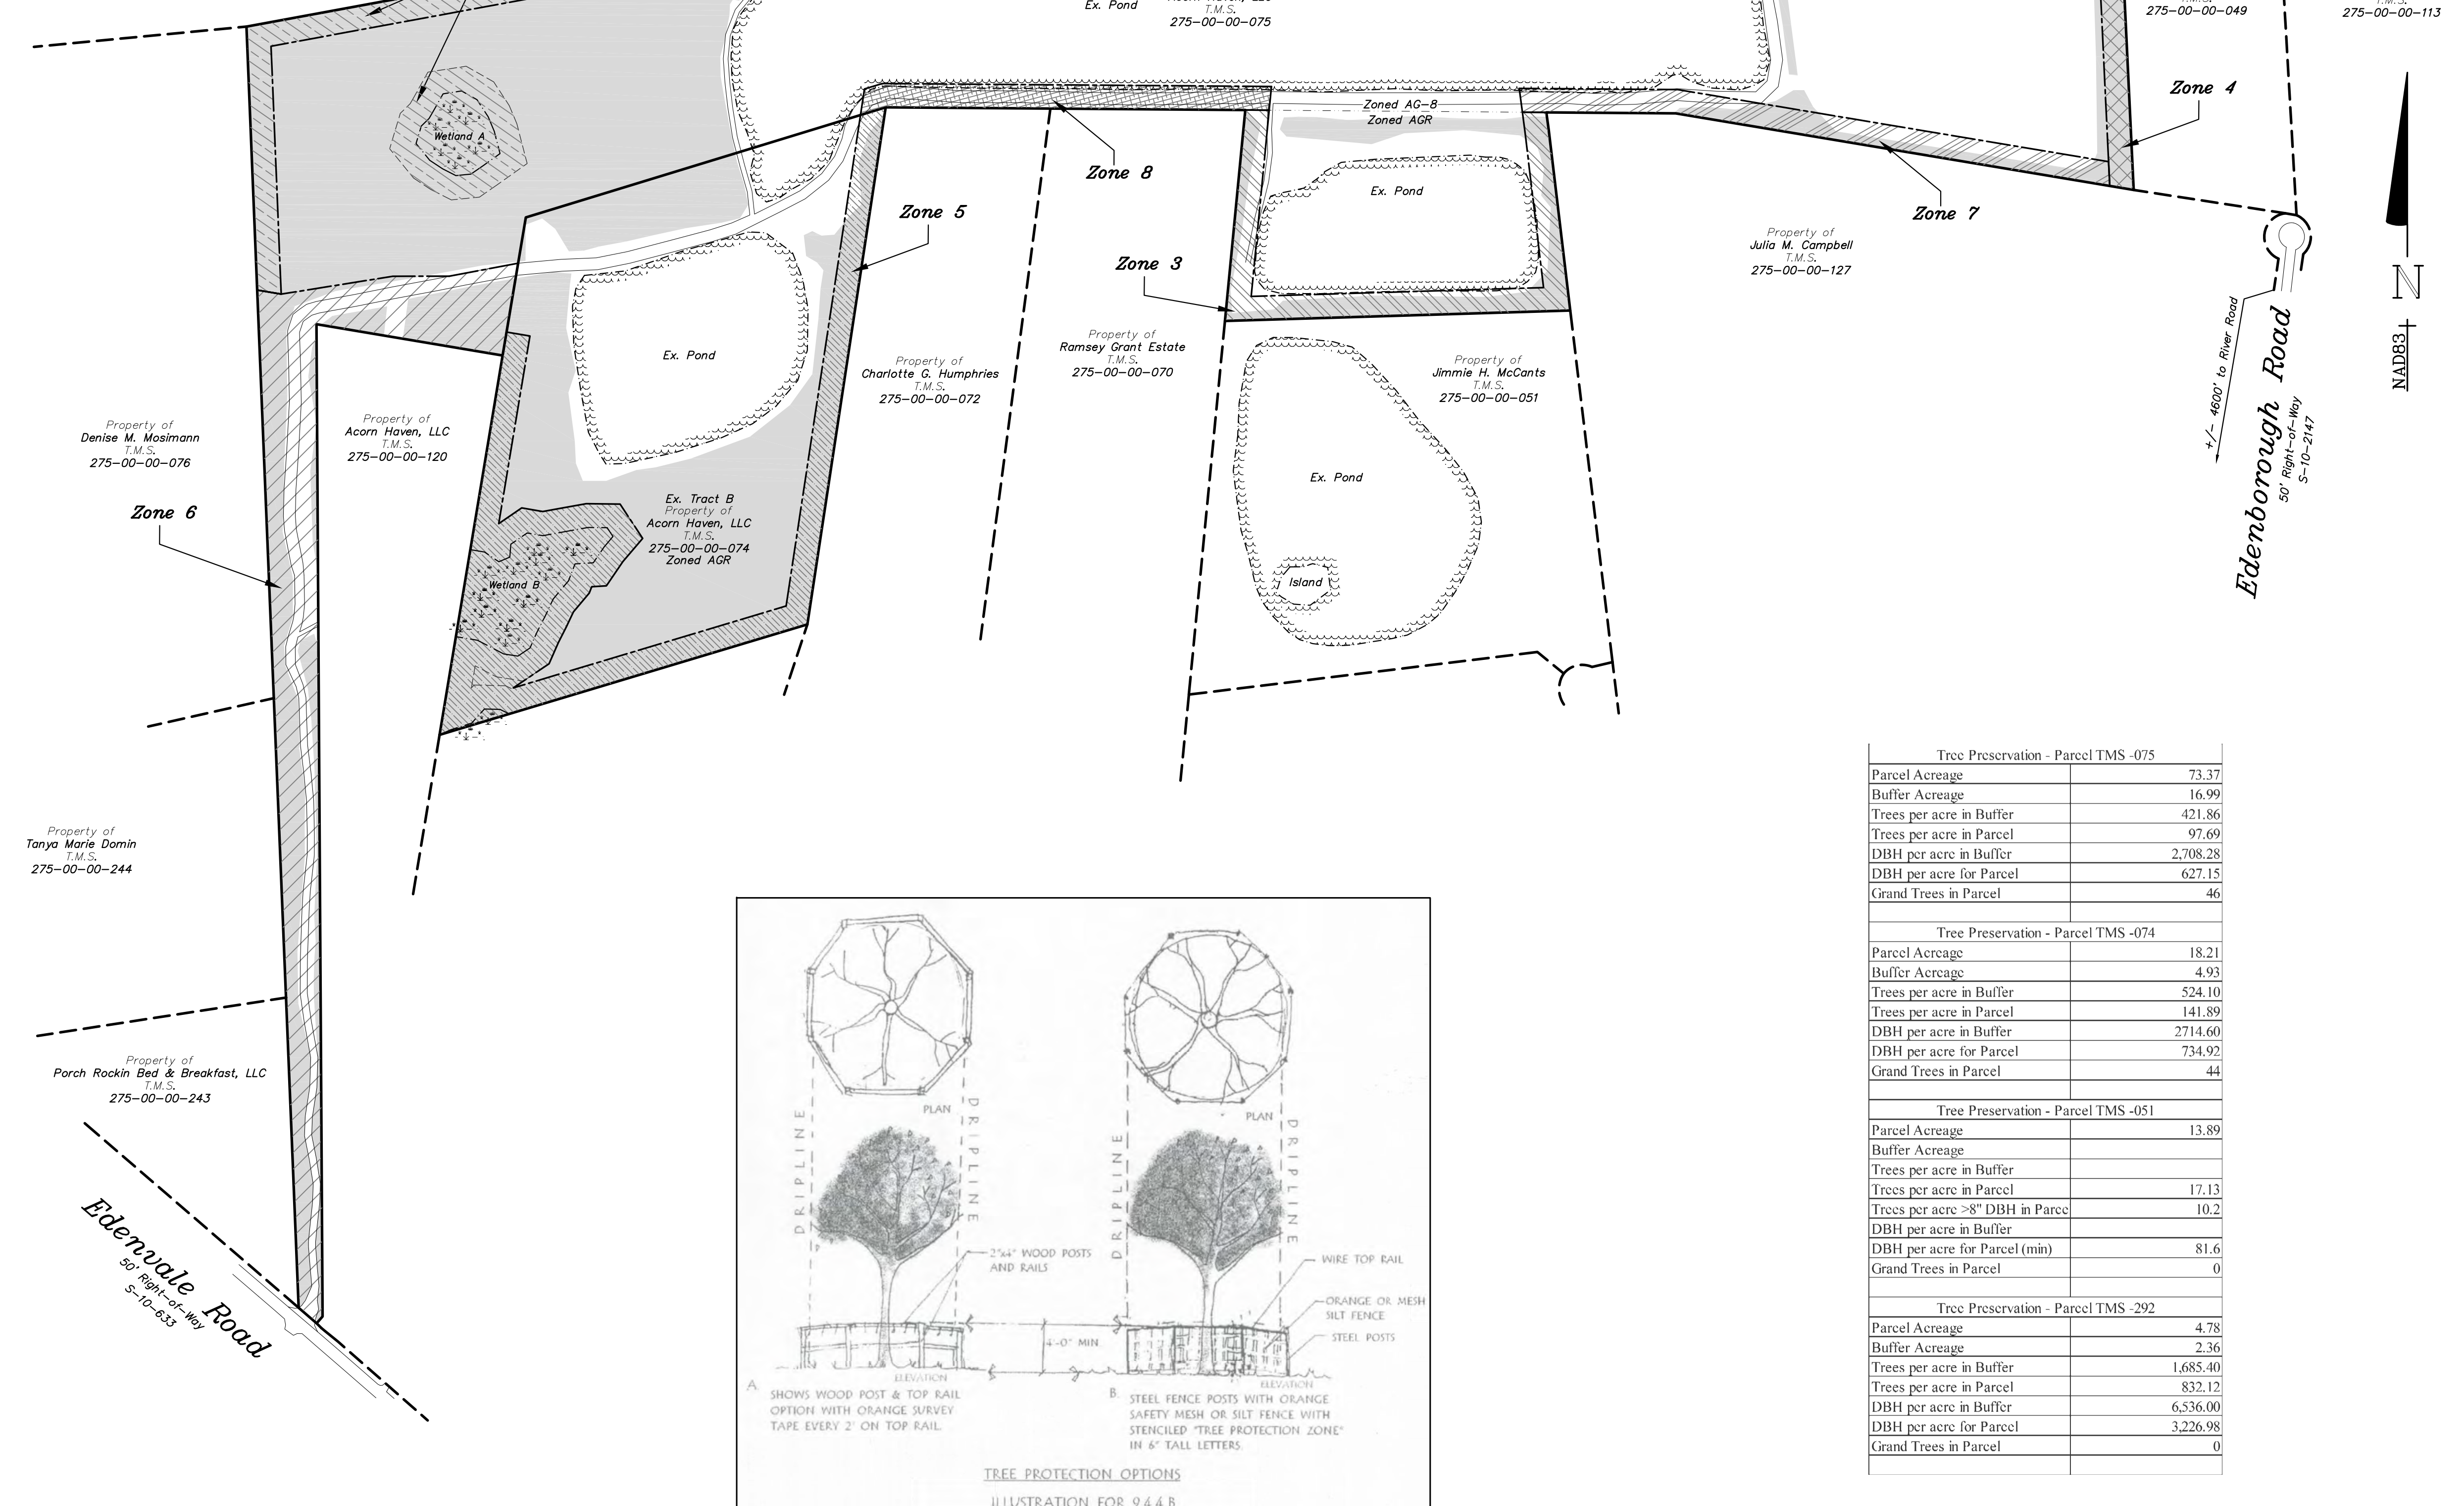 Ex. Pond
T.M.S.
275-00-00-075
275-00-00-049
275-00-00-113
Zone 4
Zoned AG-8
Zoned AGR
Wetland A
Zone 8
Ex. Pond
Zone 5
Zone 7
Property of
Julia M. Campbell
T.M.S.
275-00-00-127
Zone 3
N
NAD83
+/- 4600' to River Road
Edenborough Road
50' Right-of-Way
S-10-2147
Ex. Pond
Property of
Charlotte G. Humphries
T.M.S.
275-00-00-072
Property of
Ramsey Grant Estate
T.M.S.
275-00-00-070
Property of
Jimmie H. McCants
T.M.S.
275-00-00-051
Property of
Denise M. Mosimann
T.M.S.
275-00-00-076
Property of
Acorn Haven, LLC
T.M.S.
275-00-00-120
Zone 6
Ex. Tract B
Property of
Acorn Haven, LLC
T.M.S.
275-00-00-074
Zoned AGR
Wetland B
Ex. Pond
Island
Property of
Tanya Marie Domin
T.M.S.
275-00-00-244
Property of
Porch Rockin Bed & Breakfast, LLC
T.M.S.
275-00-00-243
Edenvale Road
50' Right-of-Way
S-10-633
PLAN
PLAN
DRIPLINE
DRIPLINE
DRIPLINE
DRIPLINE
2"x4" WOOD POSTS
AND RAILS
WIRE TOP RAIL
ORANGE OR MESH
SILT FENCE
STEEL POSTS
4'-0" MIN.
ELEVATION
ELEVATION
A.
SHOWS WOOD POST & TOP RAIL
OPTION WITH ORANGE SURVEY
TAPE EVERY 2' ON TOP RAIL.
B.
STEEL FENCE POSTS WITH ORANGE
SAFETY MESH OR SILT FENCE WITH
STENCILED "TREE PROTECTION ZONE"
IN 6" TALL LETTERS.
TREE PROTECTION OPTIONS
ILLUSTRATION FOR 9.4.4.B
Tree Preservation - Parcel TMS -075
Parcel Acreage 73.37
Buffer Acreage 16.99
Trees per acre in Buffer 421.86
Trees per acre in Parcel 97.69
DBH per acre in Buffer 2,708.28
DBH per acre for Parcel 627.15
Grand Trees in Parcel 46
Tree Preservation - Parcel TMS -074
Parcel Acreage 18.21
Buffer Acreage 4.93
Trees per acre in Buffer 524.10
Trees per acre in Parcel 141.89
DBH per acre in Buffer 2714.60
DBH per acre for Parcel 734.92
Grand Trees in Parcel 44
Tree Preservation - Parcel TMS -051
Parcel Acreage 13.89
Buffer Acreage
Trees per acre in Buffer
Trees per acre in Parcel 17.13
Trees per acre >8" DBH in Parce 10.2
DBH per acre in Buffer
DBH per acre for Parcel (min) 81.6
Grand Trees in Parcel 0
Tree Preservation - Parcel TMS -292
Parcel Acreage 4.78
Buffer Acreage 2.36
Trees per acre in Buffer 1,685.40
Trees per acre in Parcel 832.12
DBH per acre in Buffer 6,536.00
DBH per acre for Parcel 3,226.98
Grand Trees in Parcel 0